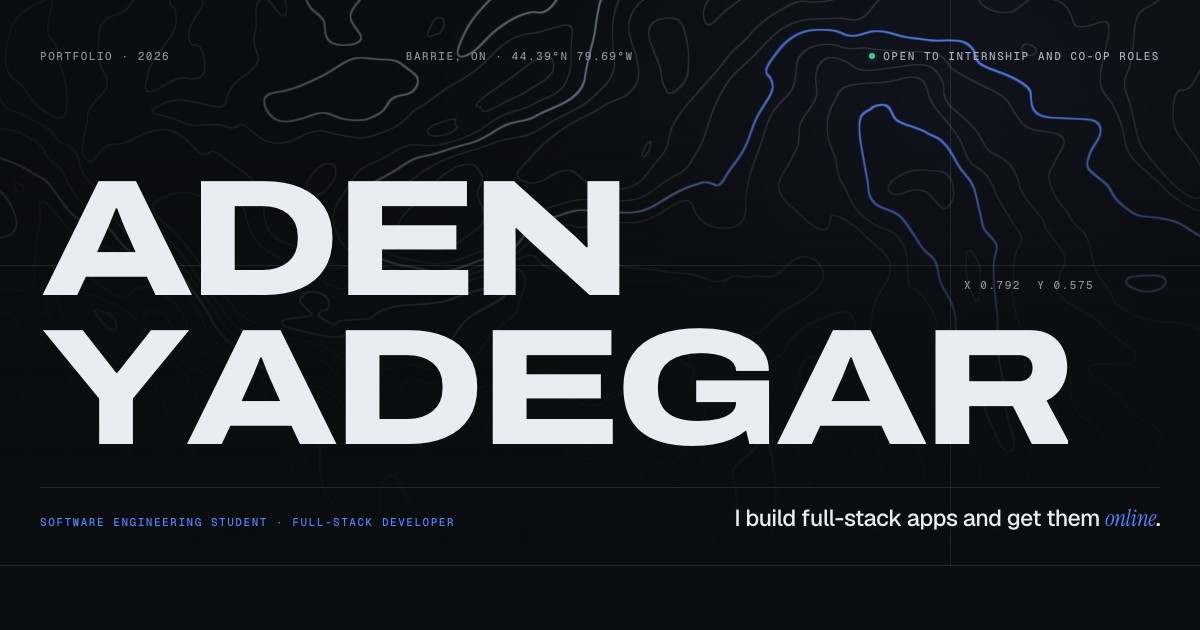 PORTFOLIO · 2026
BARRIE, ON · 44.39°N 79.69°W
OPEN TO INTERNSHIP AND CO-OP ROLES
ADEN
X 0.792 Y 0.575
YADEGAR
SOFTWARE ENGINEERING STUDENT · FULL-STACK DEVELOPER
I build full-stack apps and get them online.